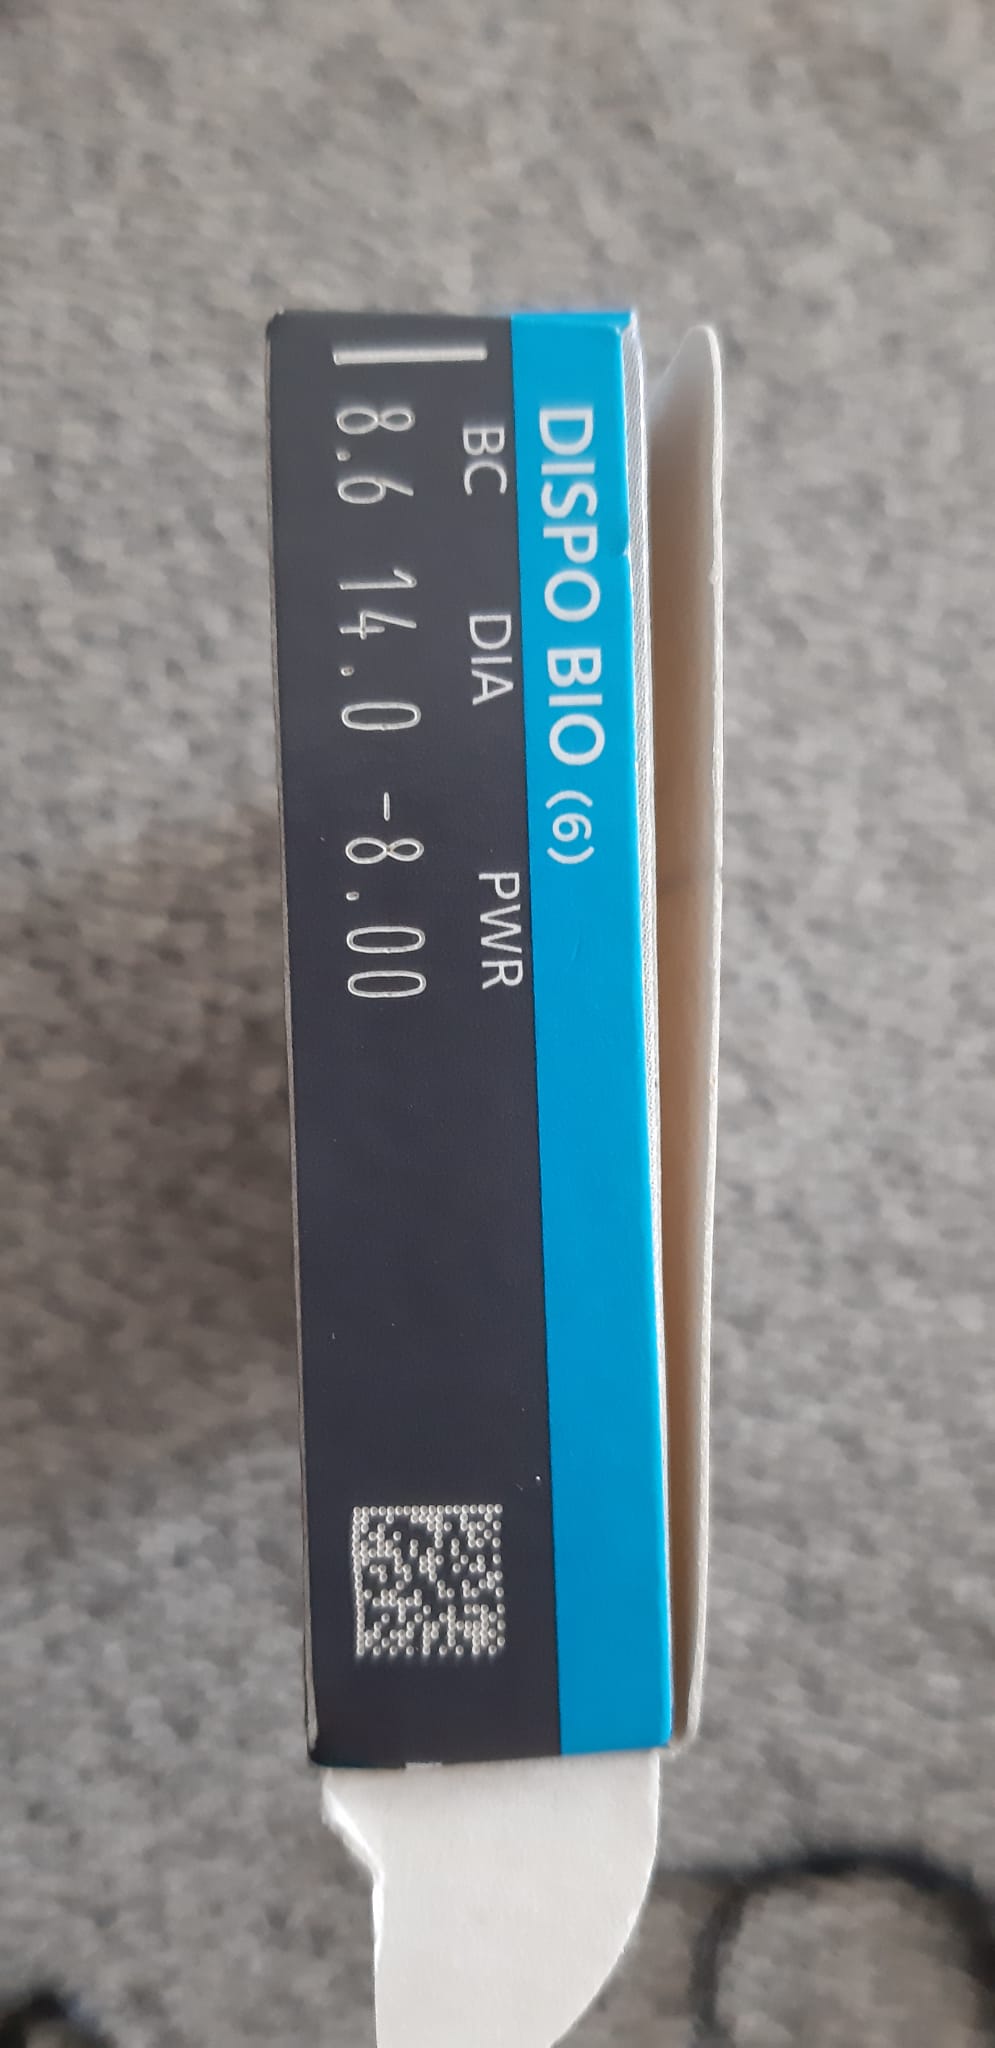 DISPO BIO (6)
BC DIA PWR
8.6 14.0 -8.00